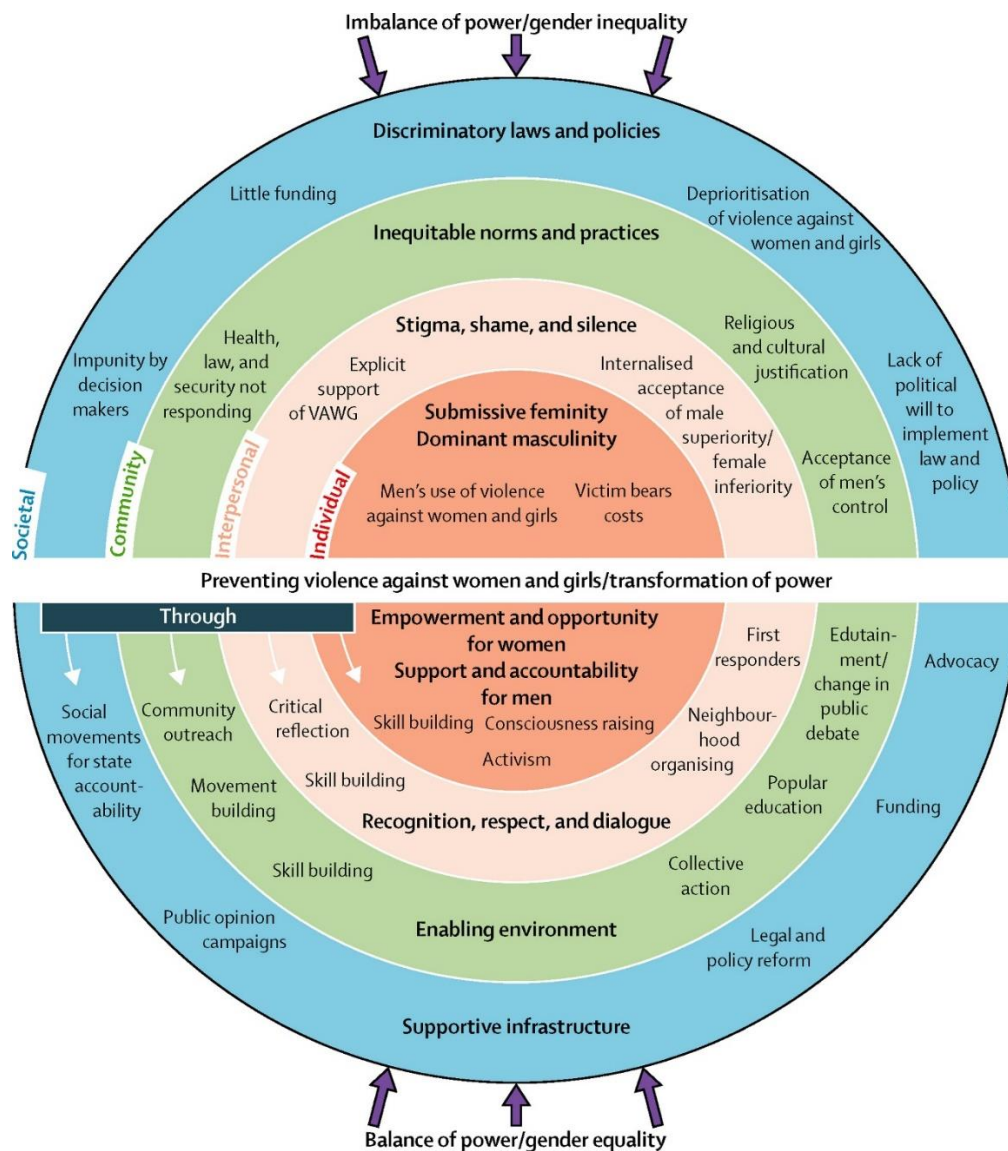 Imbalance of power/gender inequality
Discriminatory laws and policies
Little funding
Deprioritisation
of violence against
women and girls
Inequitable norms and practices
Impunity by
decision
makers
Health,
law, and
security not
responding
Stigma, shame, and silence
Explicit
support
of VAWG
Internalised
acceptance
of male
superiority/
female
inferiority
Religious
and cultural
justification
Lack of
political
will to
implement
law and
policy
Submissive feminity
Dominant masculinity
Acceptance
of men's
control
Men's use of violence
against women and girls
Victim bears
costs
Societal
Community
Interpersonal
Individual
Preventing violence against women and girls/transformation of power
Through
Empowerment and opportunity
for women
Support and accountability
for men
Skill building
Consciousness raising
Activism
First
responders
Edutain-
ment/
change in
public
debate
Advocacy
Social
movements
for state
account-
ability
Community
outreach
Critical
reflection
Neighbour-
hood
organising
Movement
building
Skill building
Popular
education
Funding
Recognition, respect, and dialogue
Skill building
Collective
action
Public opinion
campaigns
Enabling environment
Legal and
policy reform
Supportive infrastructure
Balance of power/gender equality